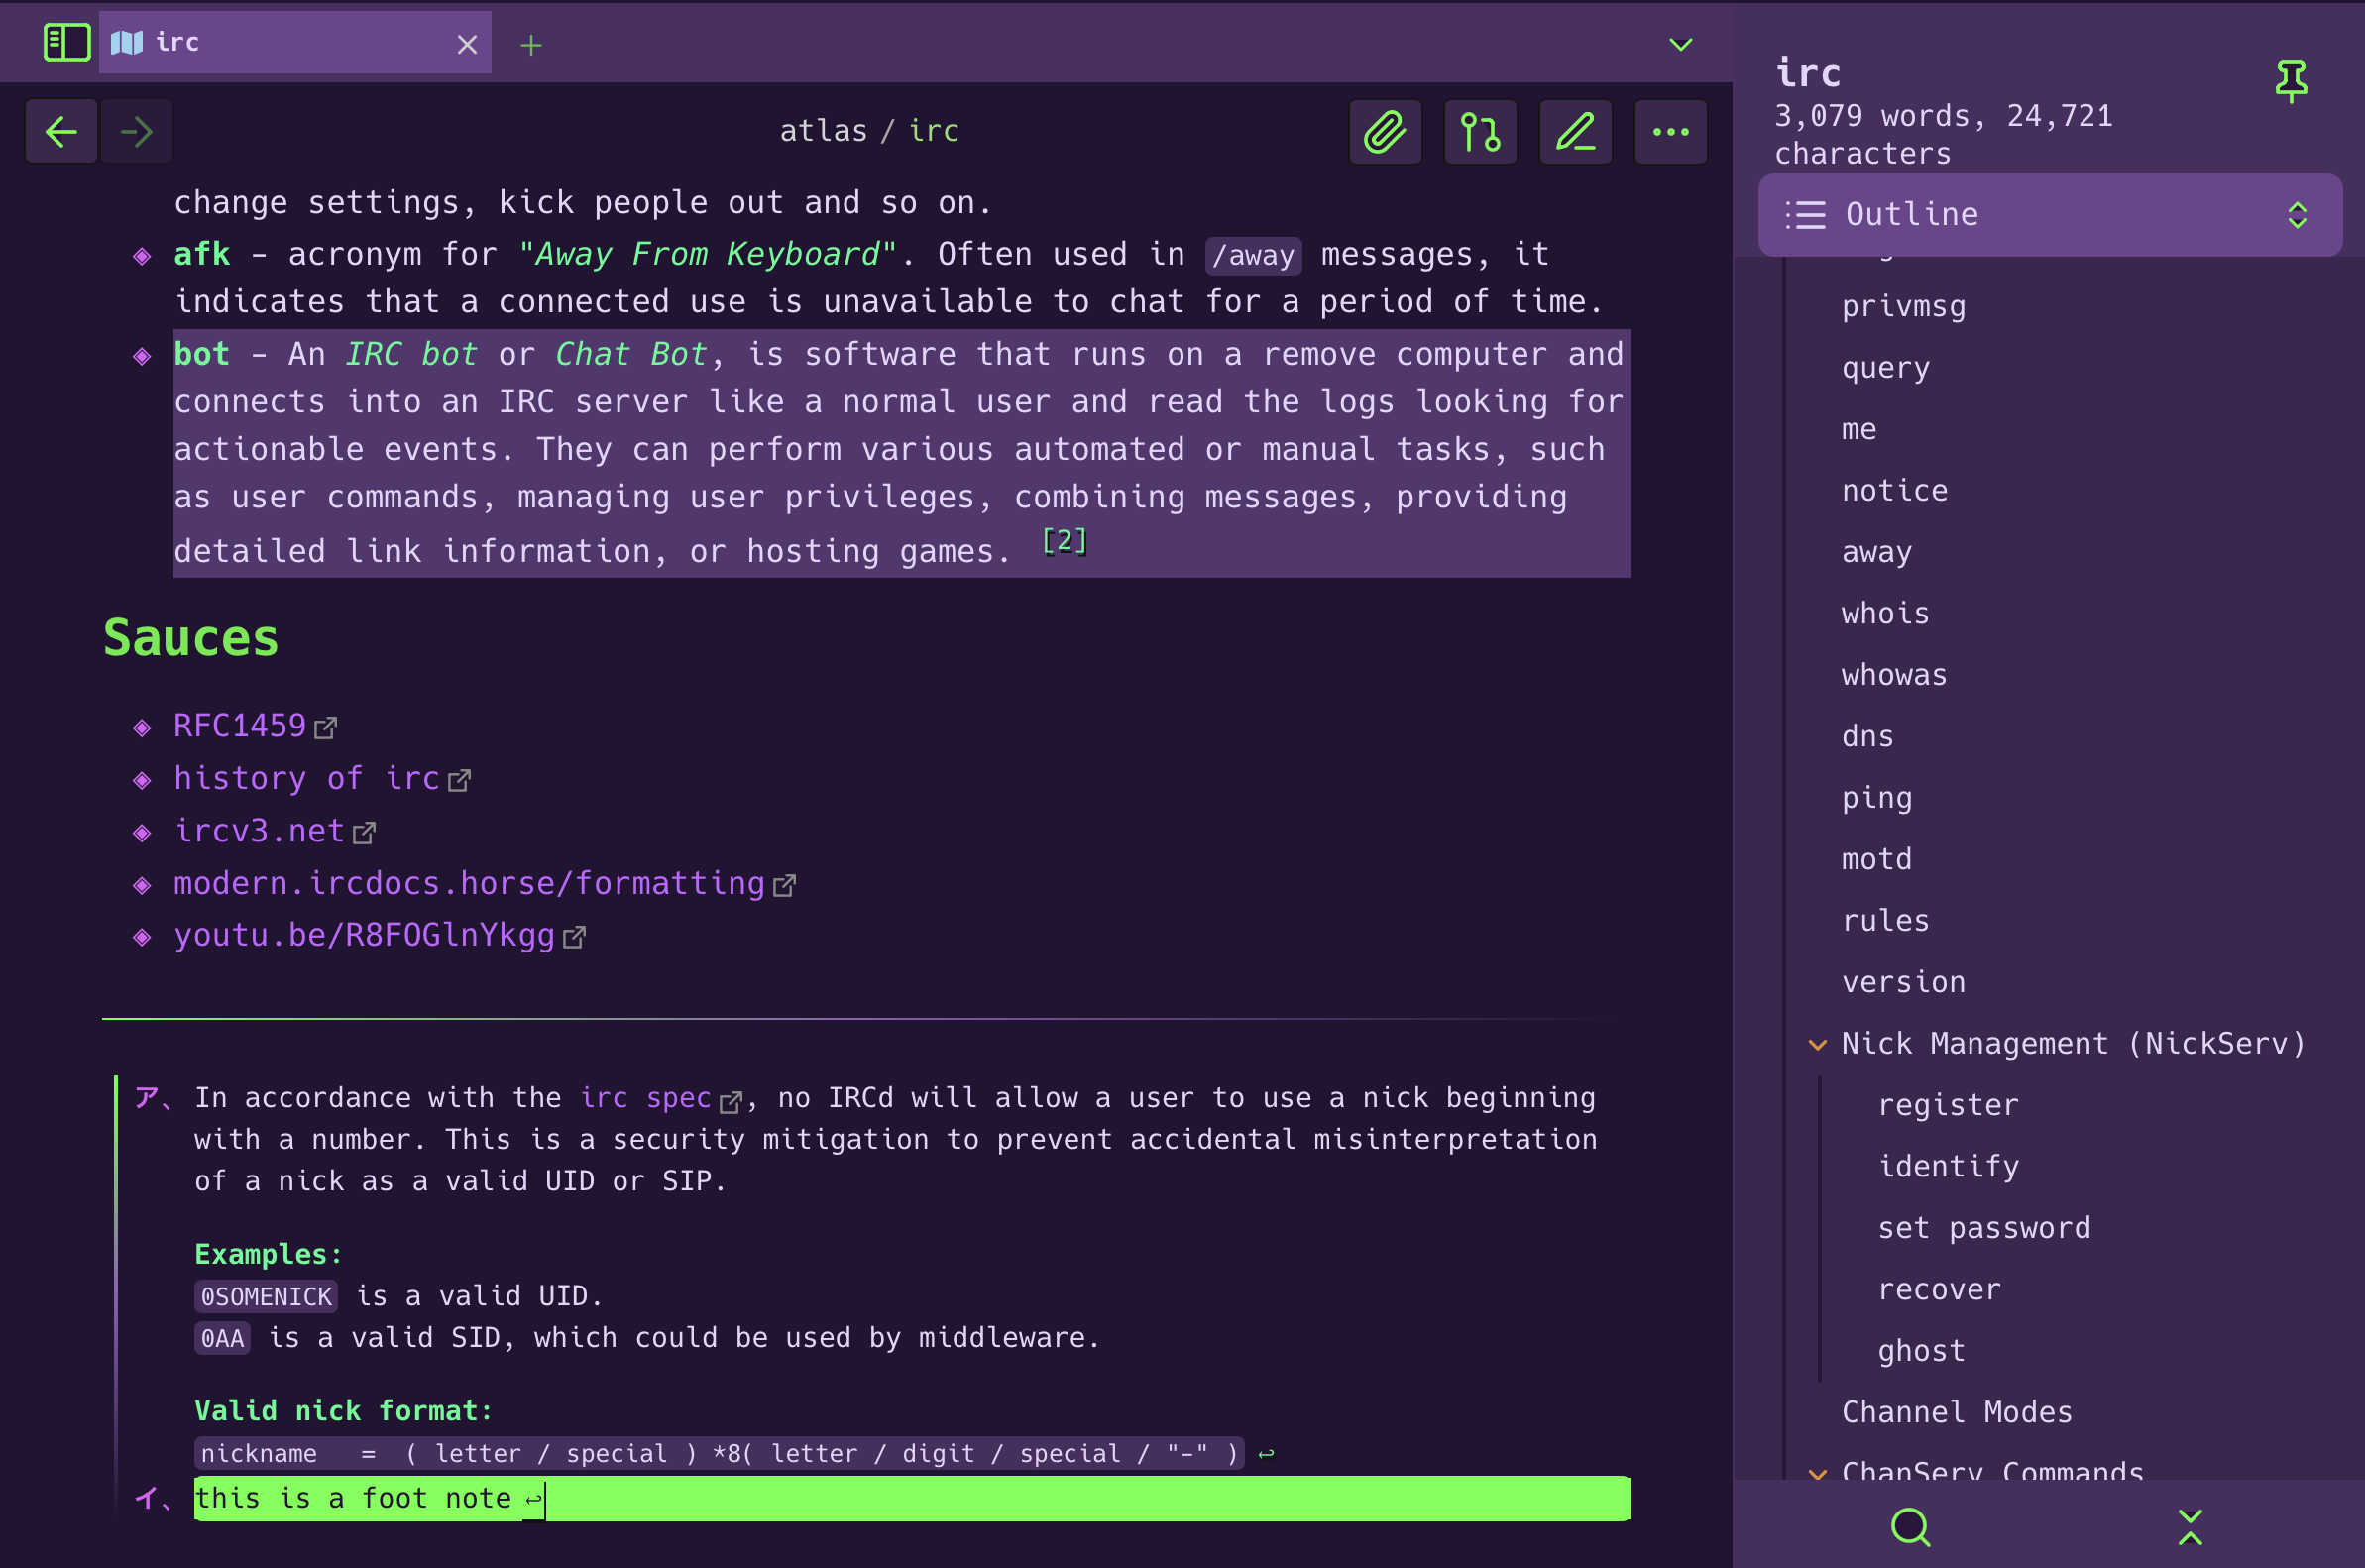 irc
atlas / irc
change settings, kick people out and so on.
afk – acronym for "Away From Keyboard". Often used in /away messages, it
indicates that a connected use is unavailable to chat for a period of time.
bot – An IRC bot or Chat Bot, is software that runs on a remove computer and
connects into an IRC server like a normal user and read the logs looking for
actionable events. They can perform various automated or manual tasks, such
as user commands, managing user privileges, combining messages, providing
detailed link information, or hosting games. [2]
Sauces
RFC1459
history of irc
ircv3.net
modern.ircdocs.horse/formatting
youtu.be/R8FOGlnYkgg
ア、 In accordance with the irc spec, no IRCd will allow a user to use a nick beginning
with a number. This is a security mitigation to prevent accidental misinterpretation
of a nick as a valid UID or SIP.
Examples:
0SOMENICK is a valid UID.
0AA is a valid SID, which could be used by middleware.
Valid nick format:
nickname   =  ( letter / special ) *8( letter / digit / special / "-" ) ↩
イ、 this is a foot note ↩
irc
3,079 words, 24,721
characters
Outline
privmsg
query
me
notice
away
whois
whowas
dns
ping
motd
rules
version
Nick Management (NickServ)
register
identify
set password
recover
ghost
Channel Modes
ChanServ Commands